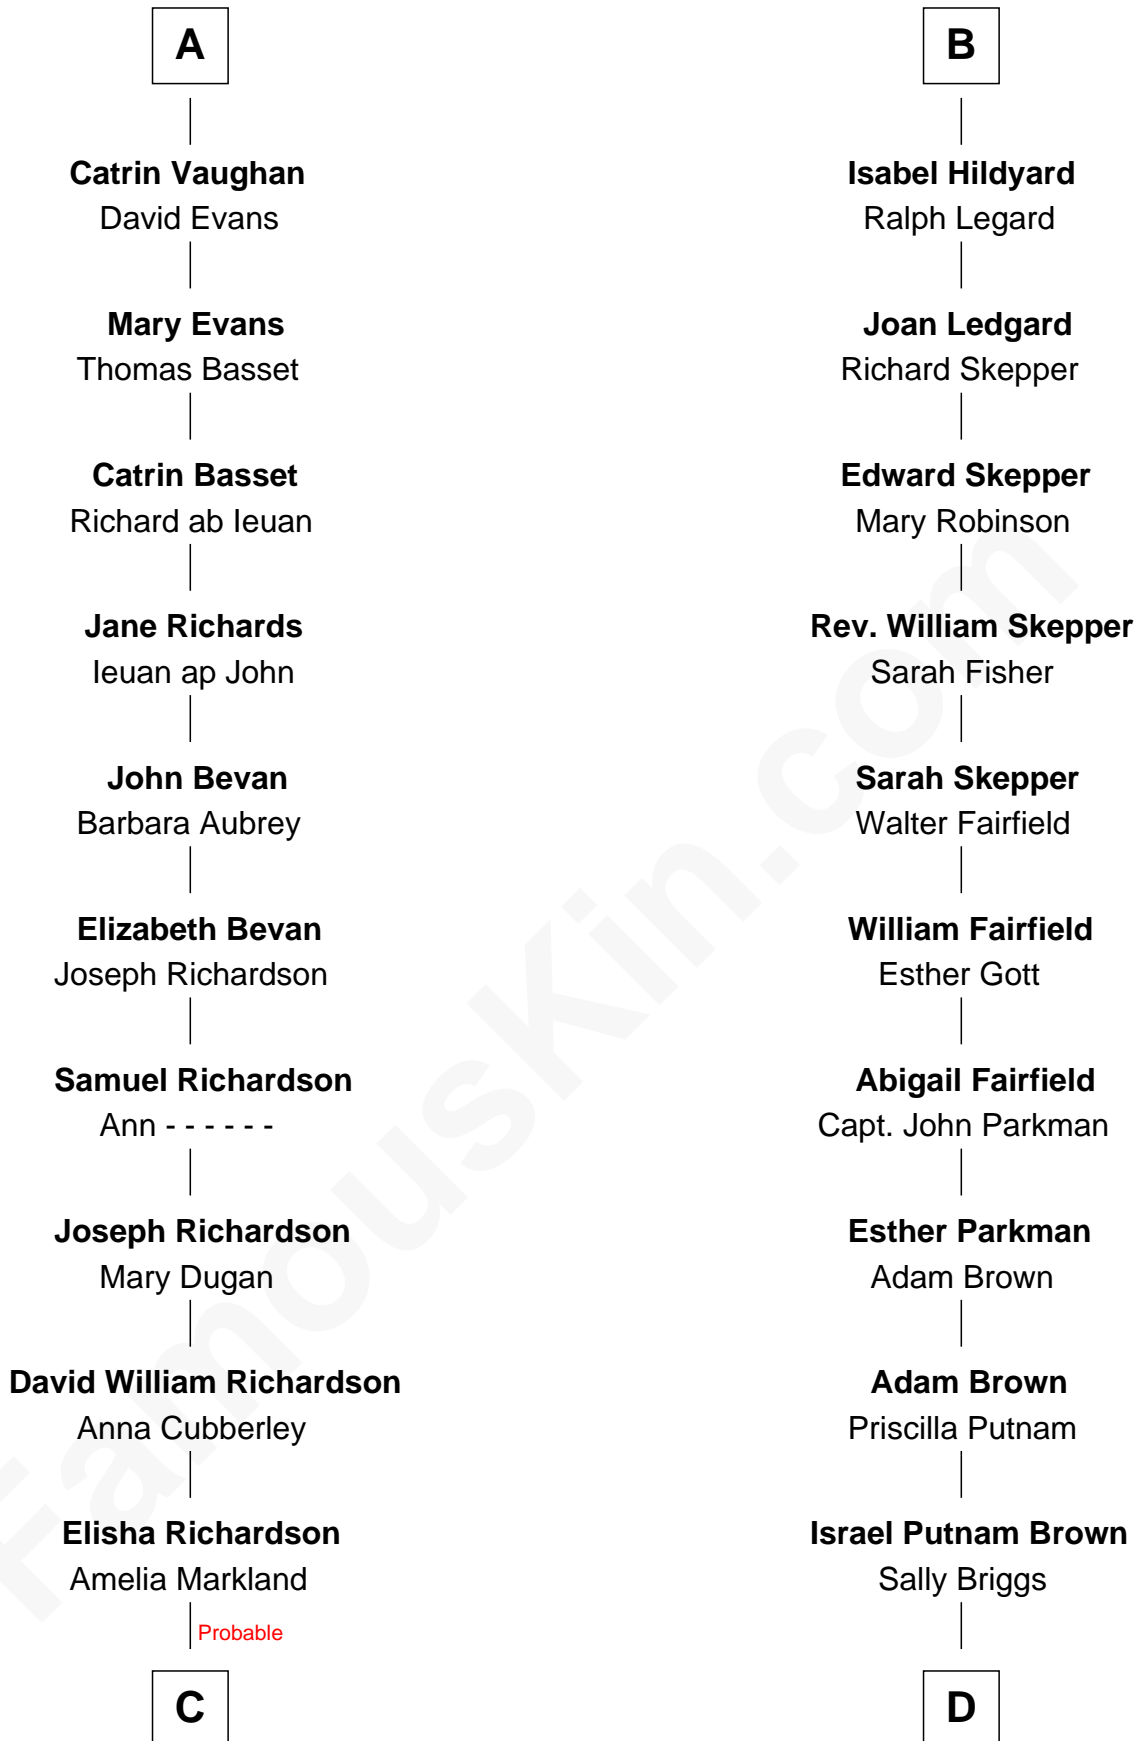 A
Catrin Vaughan
David Evans
Mary Evans
Thomas Basset
Catrin Basset
Richard ab Ieuan
Jane Richards
Ieuan ap John
John Bevan
Barbara Aubrey
Elizabeth Bevan
Joseph Richardson
Samuel Richardson
Ann - - - - - -
Joseph Richardson
Mary Dugan
David William Richardson
Anna Cubberley
Elisha Richardson
Amelia Markland
Probable
C
B
Isabel Hildyard
Ralph Legard
Joan Ledgard
Richard Skepper
Edward Skepper
Mary Robinson
Rev. William Skepper
Sarah Fisher
Sarah Skepper
Walter Fairfield
William Fairfield
Esther Gott
Abigail Fairfield
Capt. John Parkman
Esther Parkman
Adam Brown
Adam Brown
Priscilla Putnam
Israel Putnam Brown
Sally Briggs
D
FamousKin.com